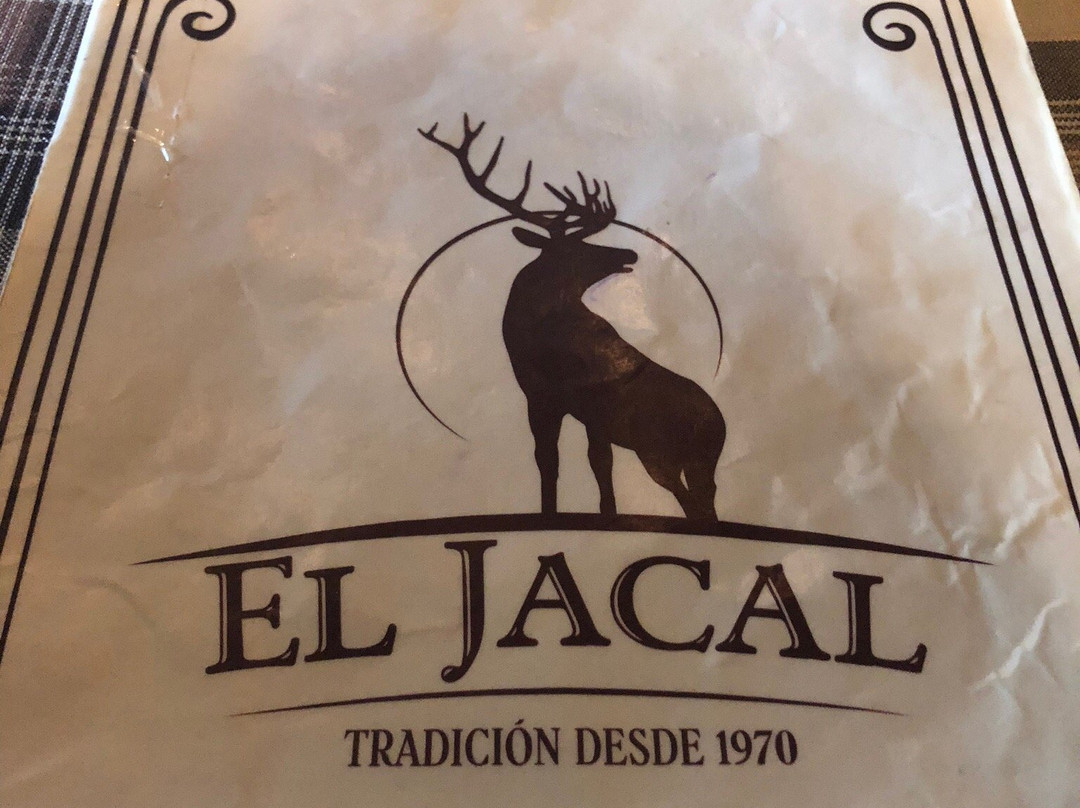 EL JACAL
TRADICIÓN DESDE 1970